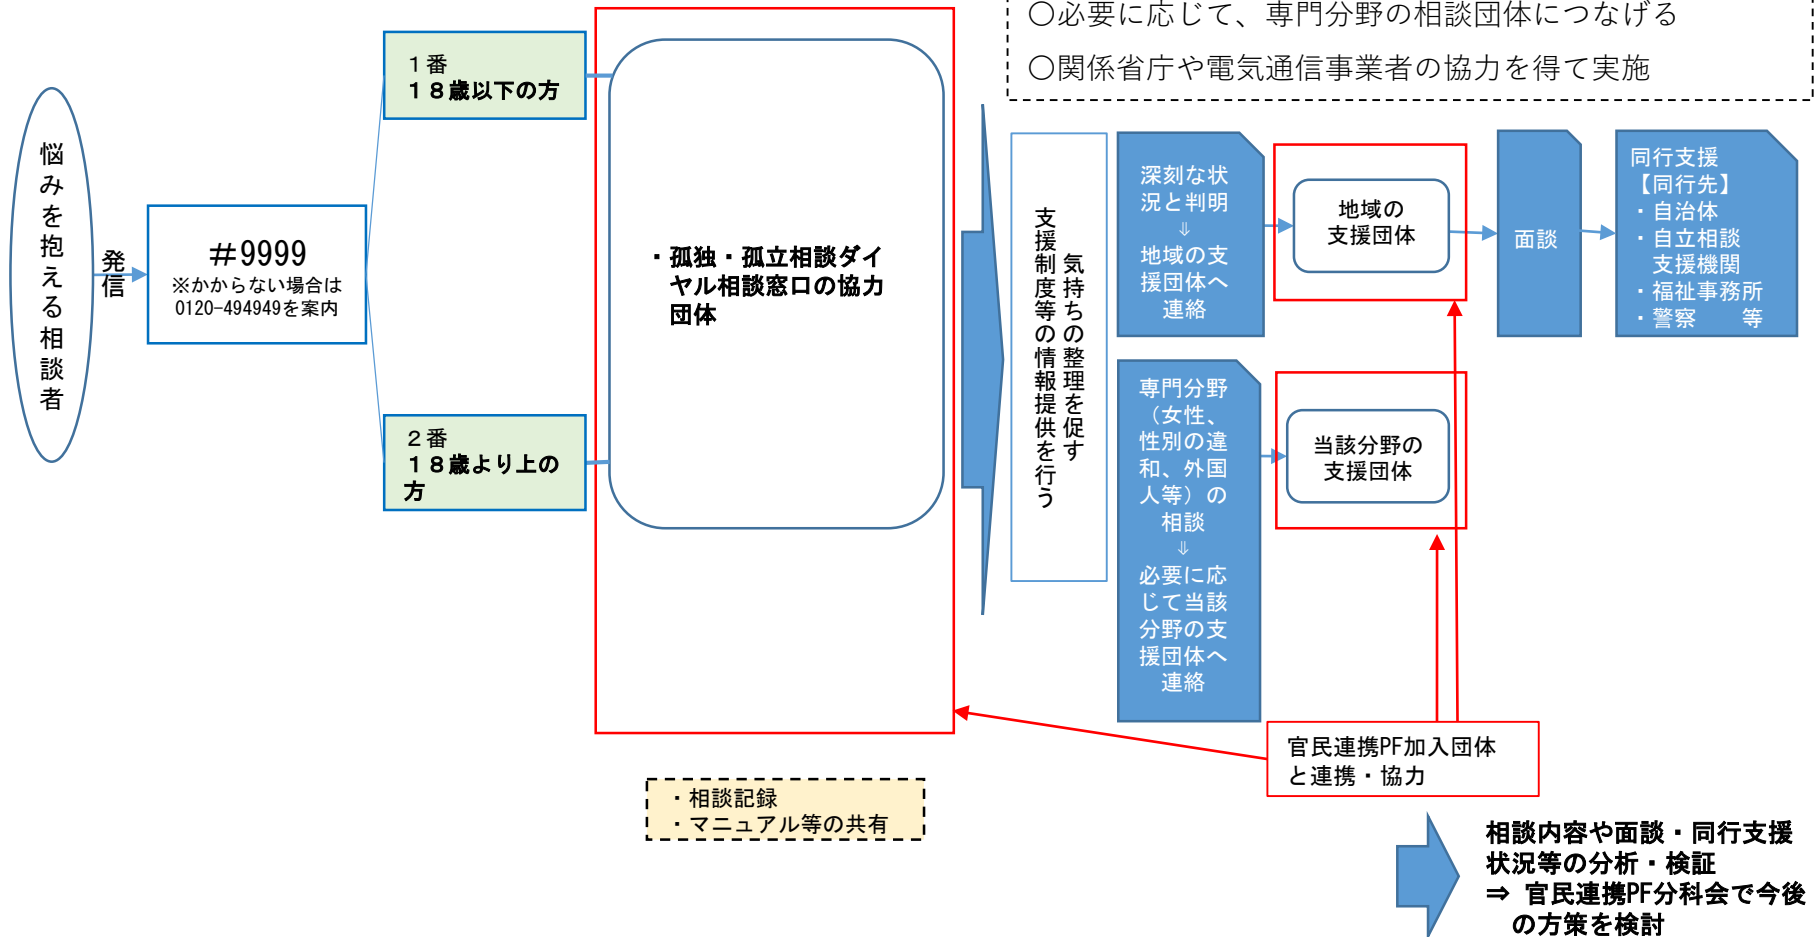 ○必要に応じて、専門分野の相談団体につなげる
○関係省庁や電気通信事業者の協力を得て実施
悩みを抱える相談者
発信
＃9999
※かからない場合は
0120-494949を案内
１番
１８歳以下の方
２番
１８歳より上の
方
・孤独・孤立相談ダイ
ヤル相談窓口の協力
団体
気持ちの整理を促す
支援制度等の情報提供を行う
深刻な状
況と判明
⇓
地域の支
援団体へ
連絡
地域の
支援団体
面談
同行支援
【同行先】
・自治体
・自立相談
支援機関
・福祉事務所
・警察　　等
専門分野
（女性、
性別の違
和、外国
人等）の
相談
⇓
必要に応
じて当該
分野の支
援団体へ
連絡
当該分野の
支援団体
官民連携PF加入団体
と連携・協力
・相談記録
・マニュアル等の共有
相談内容や面談・同行支援
状況等の分析・検証
⇒ 官民連携PF分科会で今後
の方策を検討